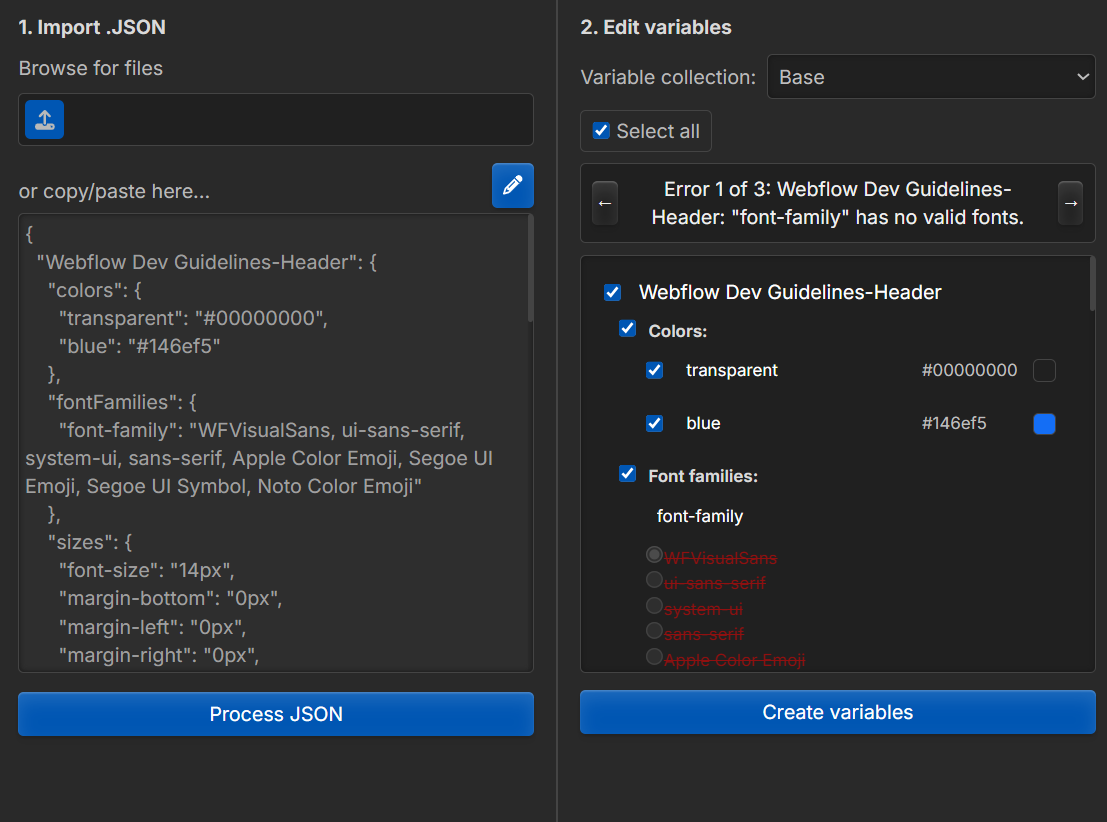 1. Import .JSON
Browse for files
or copy/paste here...
{
"Webflow Dev Guidelines-Header": {
"colors": {
"transparent": "#00000000",
"blue": "#146ef5"
},
"fontFamilies": {
"font-family": "WFVisualSans, ui-sans-serif,
system-ui, sans-serif, Apple Color Emoji, Segoe UI
Emoji, Segoe UI Symbol, Noto Color Emoji"
},
"sizes": {
"font-size": "14px",
"margin-bottom": "0px",
"margin-left": "0px",
"margin-right": "0px",
Process JSON
2. Edit variables
Variable collection: Base
Select all
← Error 1 of 3: Webflow Dev Guidelines-
Header: "font-family" has no valid fonts. →
Webflow Dev Guidelines-Header
Colors:
transparent #00000000
blue #146ef5
Font families:
font-family
WFVisualSans
ui-sans-serif
system-ui
sans-serif
Apple Color Emoji
Create variables